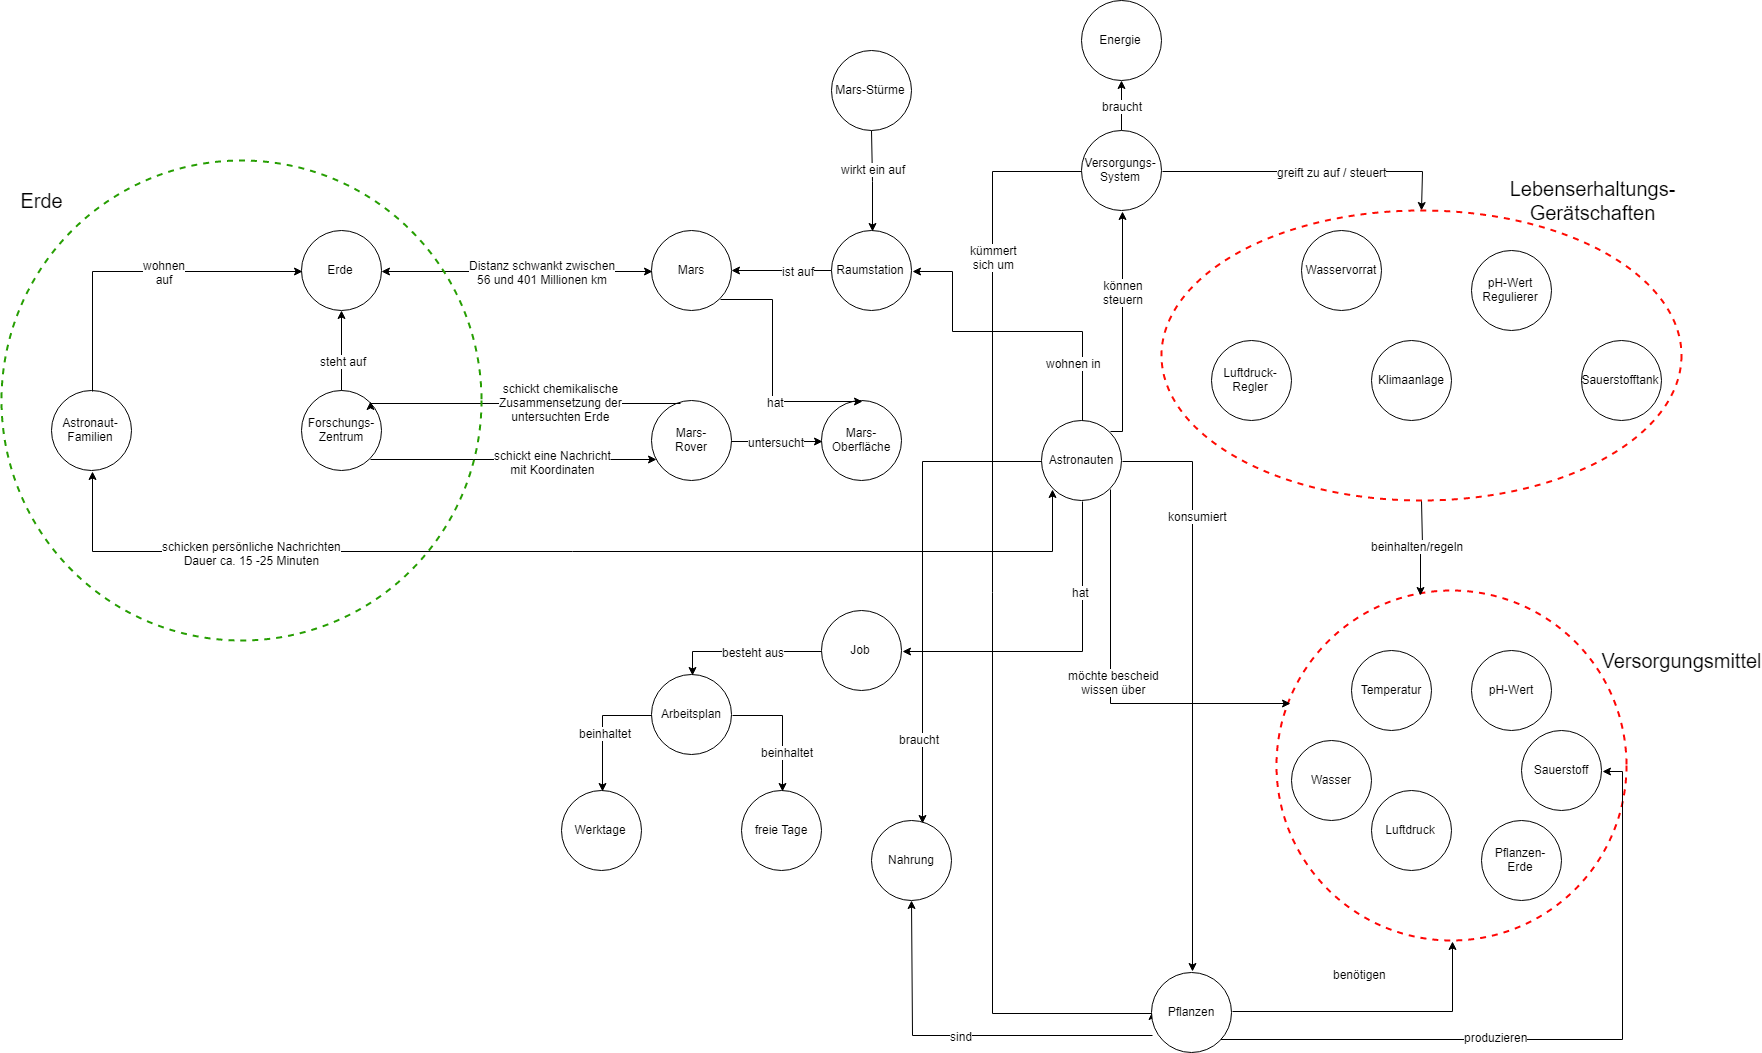 Energie
Mars-Stürme
braucht
Versorgungs-
System
wirkt ein auf
greift zu auf / steuert
Lebenserhaltungs-
Gerätschaften
Erde
wohnen
auf
Erde
Distanz schwankt zwischen
56 und 401 Millionen km
Mars
ist auf
Raumstation
kümmert
sich um
können
steuern
Wasservorrat
pH-Wert
Regulierer
steht auf
wohnen in
Luftdruck-
Regler
Klimaanlage
Sauerstofftank
schickt chemikalische
Zusammensetzung der
untersuchten Erde
hat
Astronaut-
Familien
Forschungs-
Zentrum
Mars-
Rover
untersucht
Mars-
Oberfläche
schickt eine Nachricht
mit Koordinaten
Astronauten
konsumiert
schicken persönliche Nachrichten
Dauer ca. 15 -25 Minuten
beinhalten/regeln
hat
Job
besteht aus
möchte bescheid
wissen über
Versorgungsmittel
Arbeitsplan
Temperatur
pH-Wert
beinhaltet
beinhaltet
braucht
Wasser
Sauerstoff
Werktage
freie Tage
Luftdruck
Nahrung
Pflanzen-
Erde
benötigen
Pflanzen
sind
produzieren